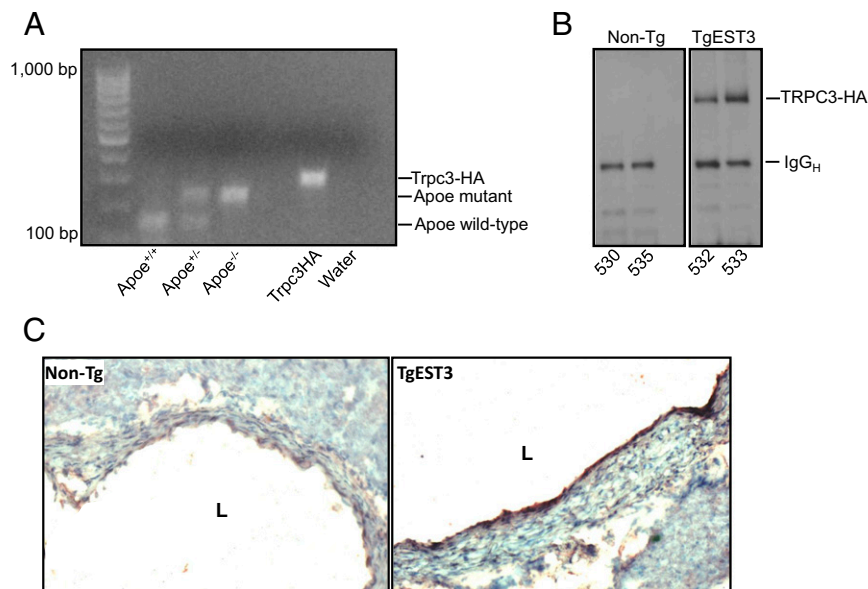 A
1,000 bp
100 bp
Trpc3-HA
Apoe mutant
Apoe wild-type
Apoe+/+
Apoe+/-
Apoe-/-
Trpc3HA
Water
B
Non-Tg
TgEST3
TRPC3-HA
IgGH
530
535
532
533
C
Non-Tg
L
TgEST3
L